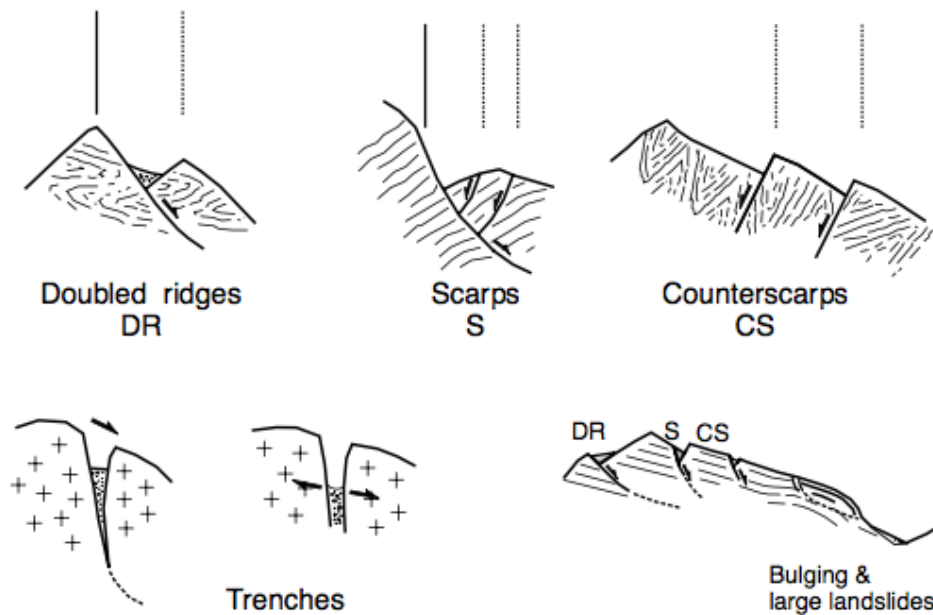 Doubled ridges
DR
Scarps
S
Counterscarps
CS
Trenches
DR
S
CS
Bulging &
large landslides